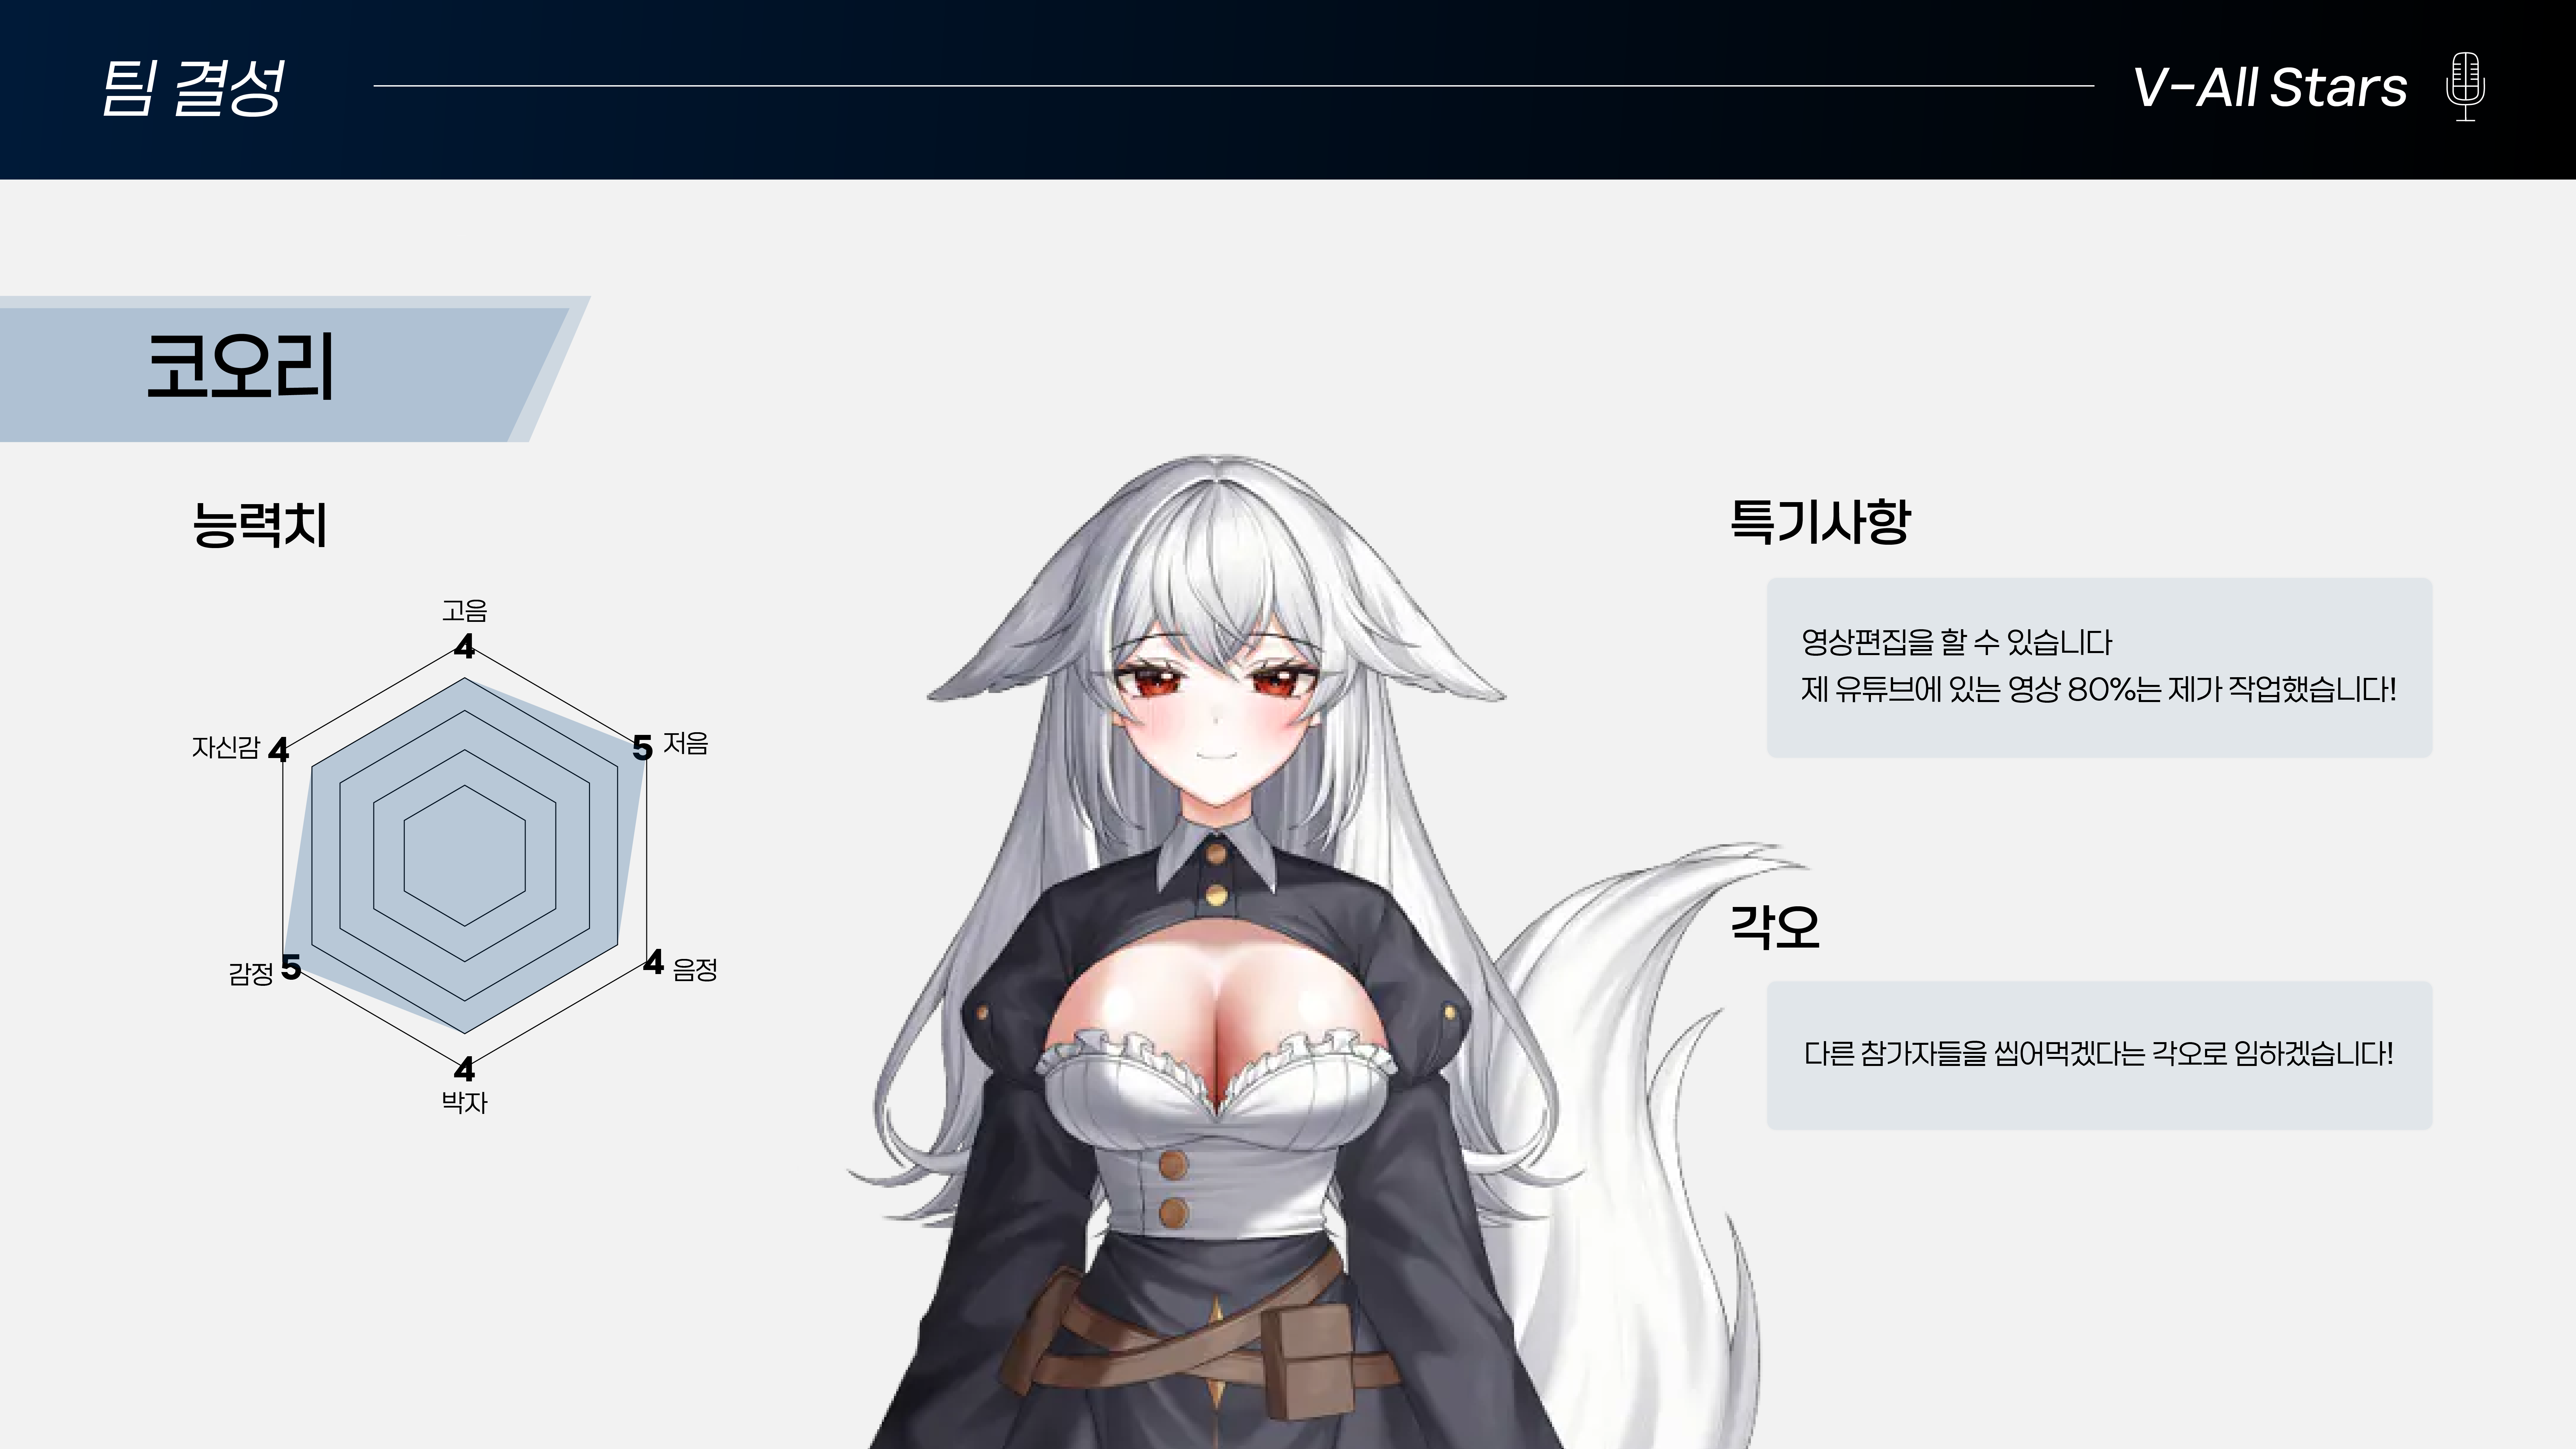 팀 결성
V-All Stars
코오리
능력치
고음
4
자신감 4
5 저음
감정 5
4 음정
4
박자
특기사항
영상편집을 할 수 있습니다
제 유튜브에 있는 영상 80%는 제가 작업했습니다!
각오
다른 참가자들을 씹어먹겠다는 각오로 임하겠습니다!